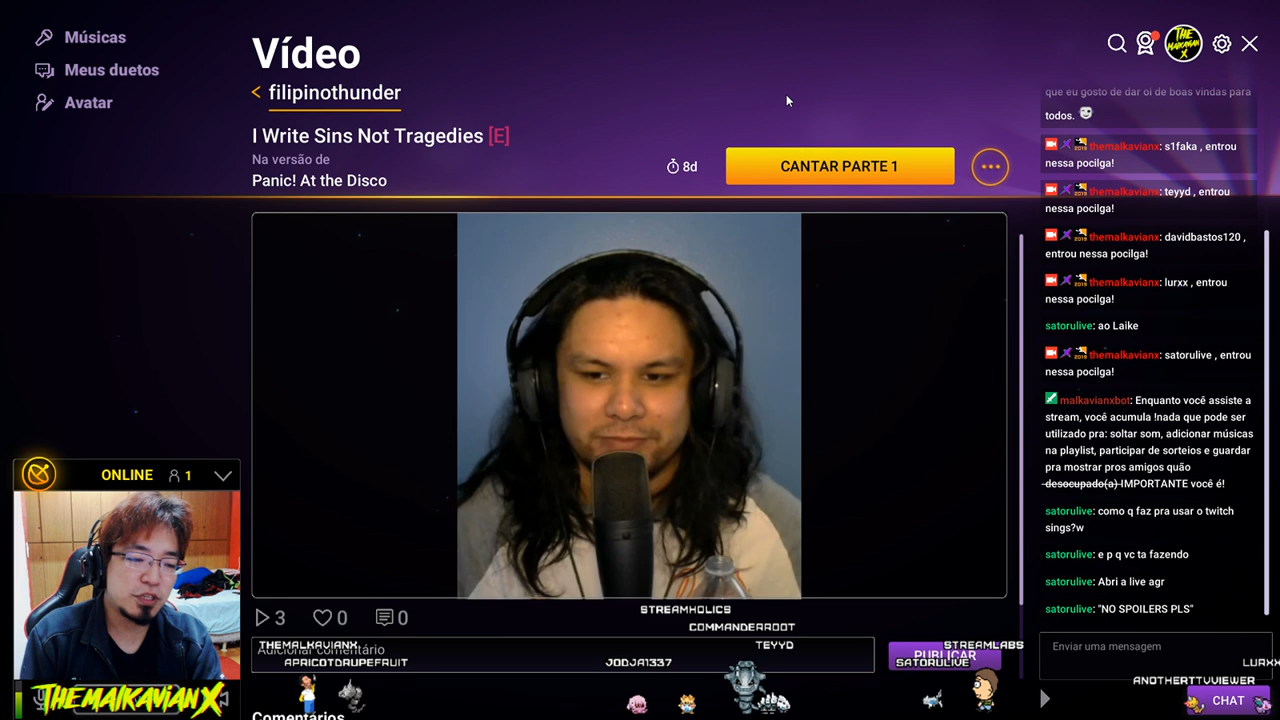 Músicas
Meus duetos
Avatar
Vídeo
< filipinothunder
I Write Sins Not Tragedies [E]
Na versão de
Panic! At the Disco
8d
CANTAR PARTE 1
THE MALKAVIAN X
que eu gosto de dar oi de boas vindas para
todos.
themalkavianx: s1faka , entrou
nessa pocilga!
themalkavianx: teyyd , entrou
nessa pocilga!
themalkavianx: davidbastos120 ,
entrou nessa pocilga!
themalkavianx: lurxx , entrou
nessa pocilga!
satorulive: ao Laike
themalkavianx: satorulive , entrou
nessa pocilga!
malkavianxbot: Enquanto você assiste a
stream, você acumula !nada que pode ser
utilizado pra: soltar som, adicionar músicas
na playlist, participar de sorteios e guardar
pra mostrar pros amigos quão
desocupado(a) IMPORTANTE você é!
satorulive: como q faz pra usar o twitch
sings?w
satorulive: e p q vc ta fazendo
satorulive: Abri a live agr
satorulive: "NO SPOILERS PLS"
Enviar uma mensagem
CHAT
ONLINE 1
THEMALKAVIANX
3 0 0
Adicionar comentário
PUBLICAR
Comentários
STREAMHOLICS
COMMANDERROOT
THEMALKAVIANX
TEYYD
STREAMLABS
APRICOTDRUPEFRUIT
JODJA1337
SATORULIVE
LURXX
ANOTHERTTVVIEWER